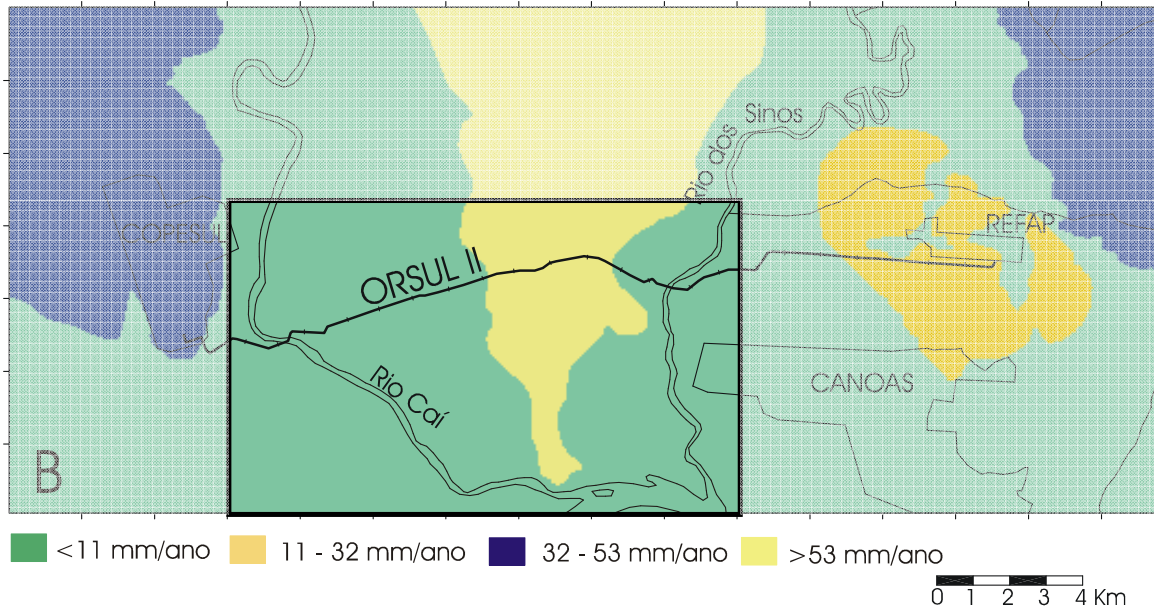 Rio dos Sinos
COPESUL
REFAP
ORSUL II
Rio Caí
CANOAS
B
<11 mm/ano 11 - 32 mm/ano 32 - 53 mm/ano >53 mm/ano
0 1 2 3 4 Km